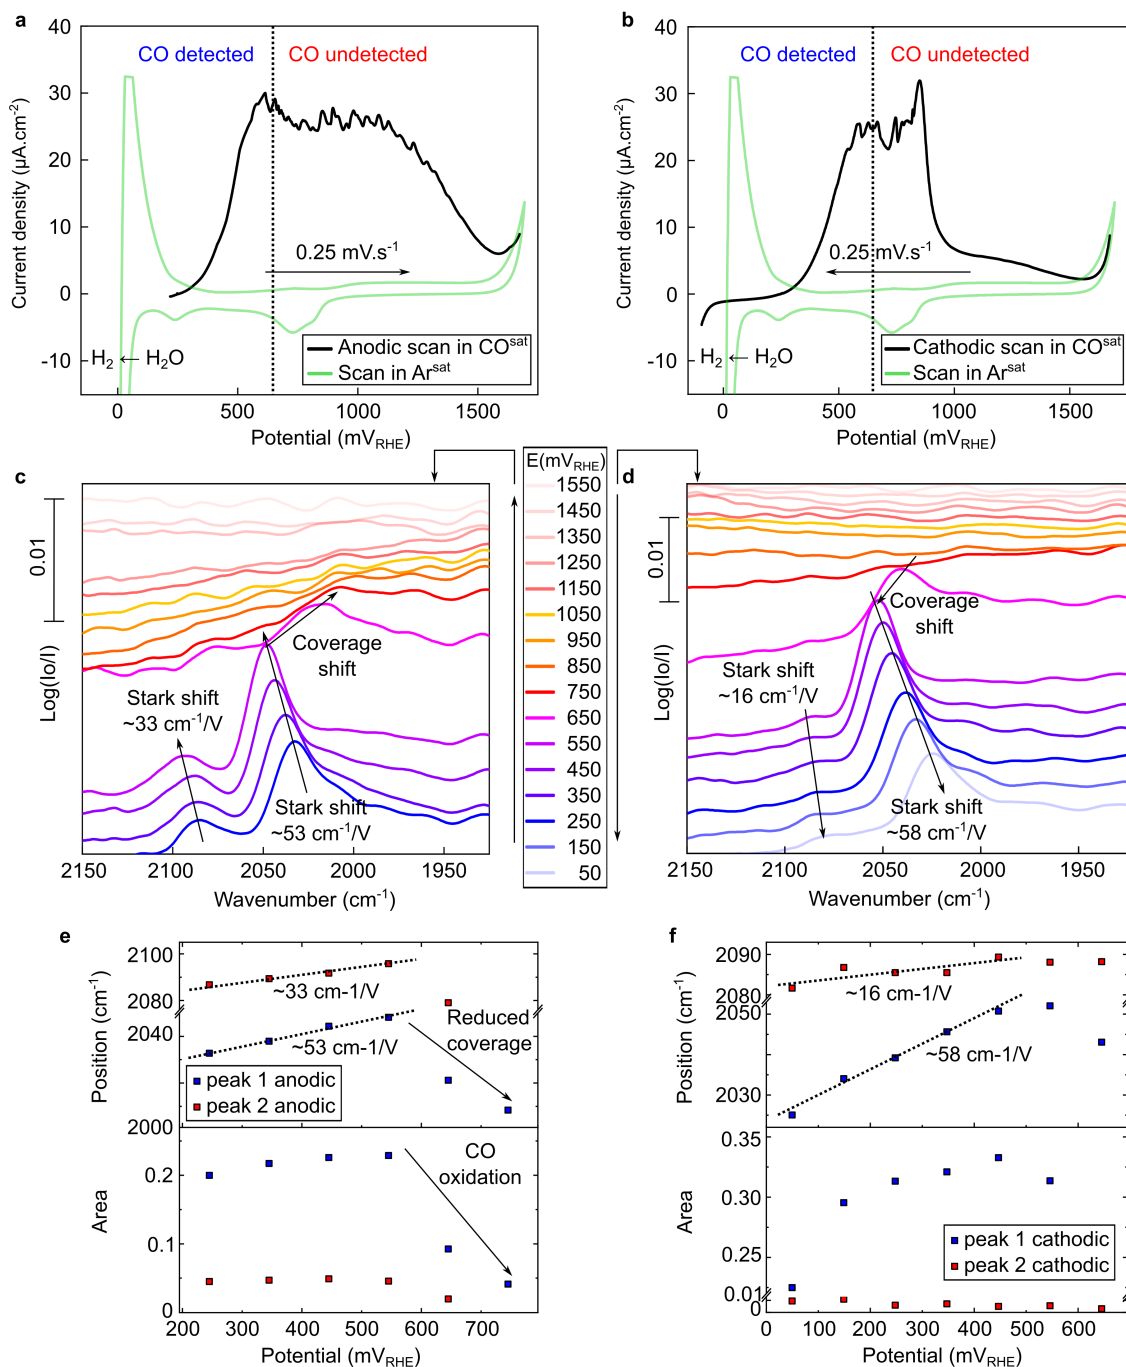 a
40
30
20
10
0
-10
Current density (µA.cm-2)
CO detected
CO undetected
0.25 mV.s-1
H2 ← H2O
Anodic scan in COsat
Scan in Arsat
0
500
1000
1500
Potential (mVRHE)
b
40
30
20
10
0
-10
Current density (µA.cm-2)
CO detected
CO undetected
0.25 mV.s-1
H2 ← H2O
Cathodic scan in COsat
Scan in Arsat
0
500
1000
1500
Potential (mVRHE)
c
0.01
Log(Io/I)
Coverage
shift
Stark shift
~33 cm-1/V
Stark shift
~53 cm-1/V
2150
2100
2050
2000
1950
Wavenumber (cm-1)
E(mVRHE)
1550
1450
1350
1250
1150
1050
950
850
750
650
550
450
350
250
150
50
d
0.01
Log(Io/I)
Coverage
shift
Stark shift
~16 cm-1/V
Stark shift
~58 cm-1/V
2150
2100
2050
2000
1950
Wavenumber (cm-1)
e
2100
2080
2040
2000
Position (cm-1)
~33 cm-1/V
~53 cm-1/V
Reduced
coverage
peak 1 anodic
peak 2 anodic
0.2
0.1
0
Area
CO
oxidation
200
300
400
500
600
700
Potential (mVRHE)
f
2090
2080
2050
2030
Position (cm-1)
~16 cm-1/V
~58 cm-1/V
0.35
0.30
0.25
0.01
0
Area
peak 1 cathodic
peak 2 cathodic
0
100
200
300
400
500
600
Potential (mVRHE)